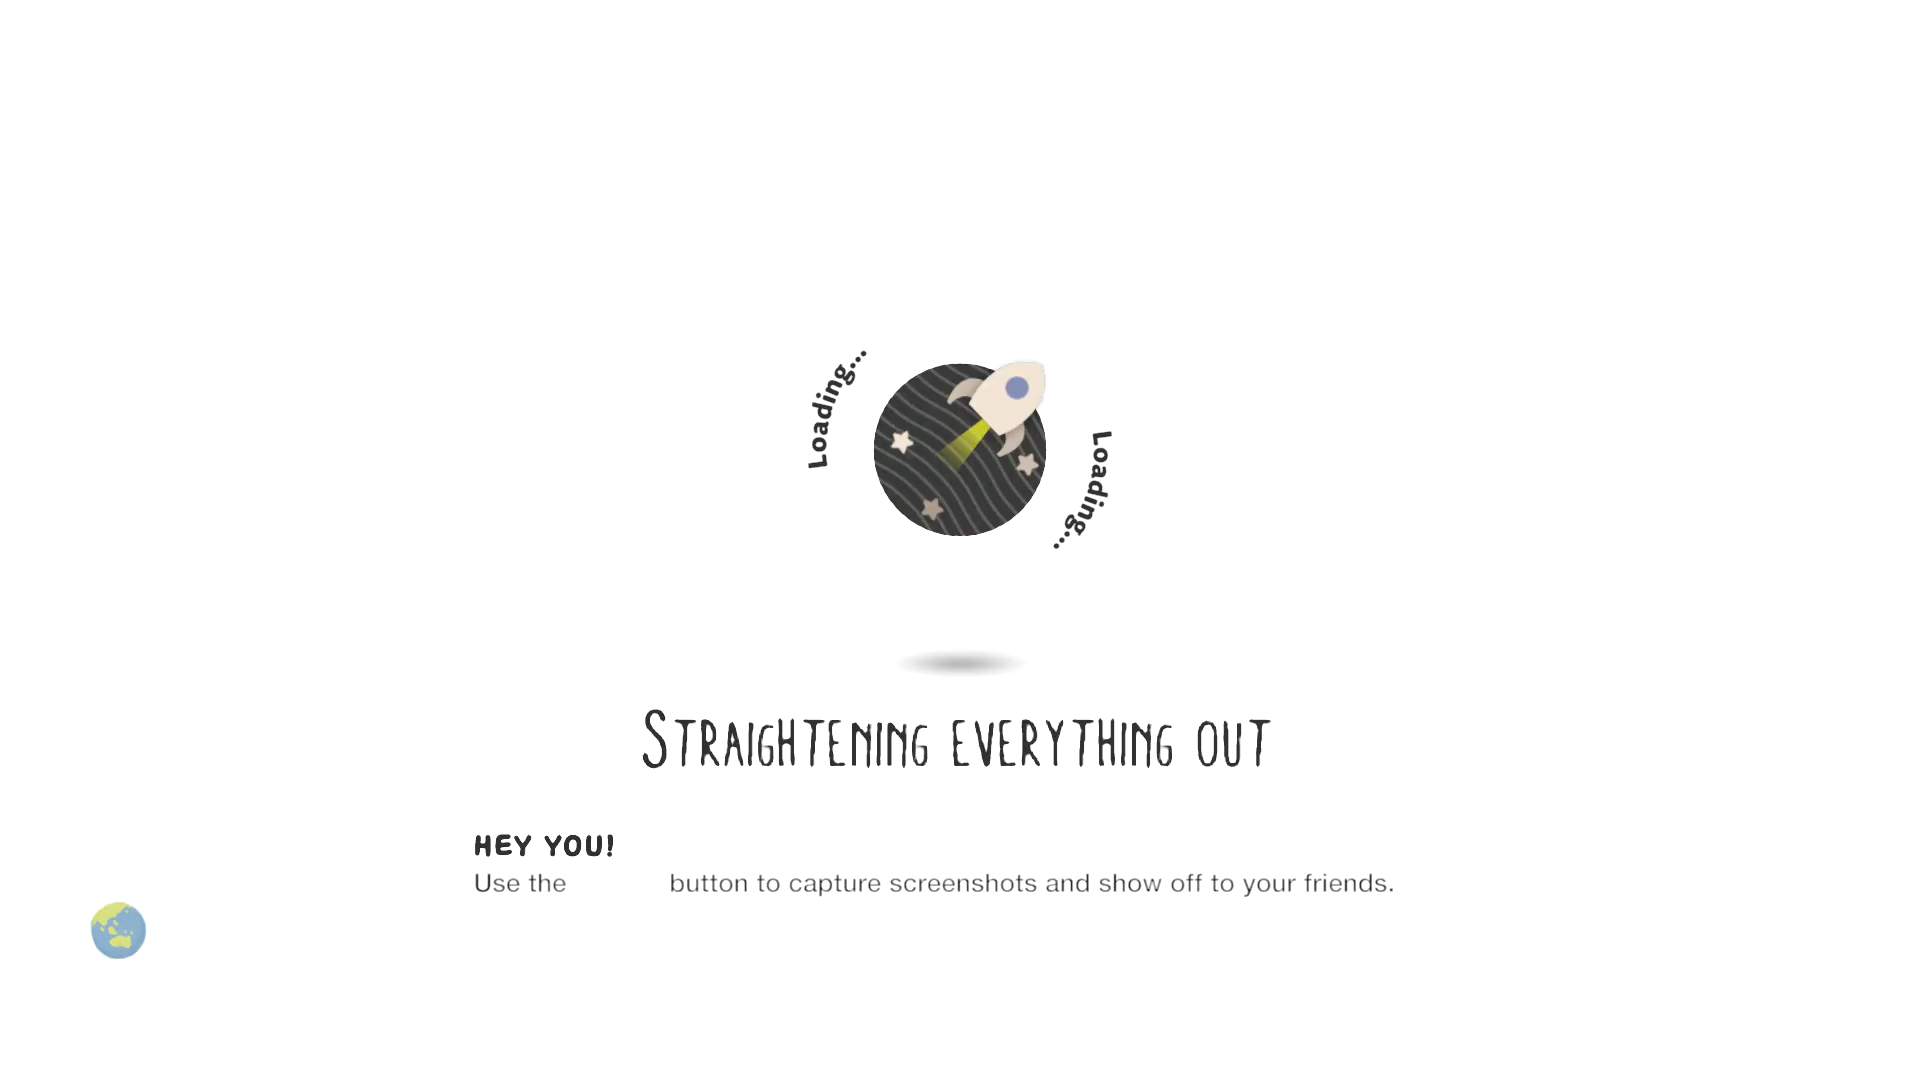 Loading...
Loading...
STRAIGHTENING EVERYTHING OUT
HEY YOU!
Use the button to capture screenshots and show off to your friends.